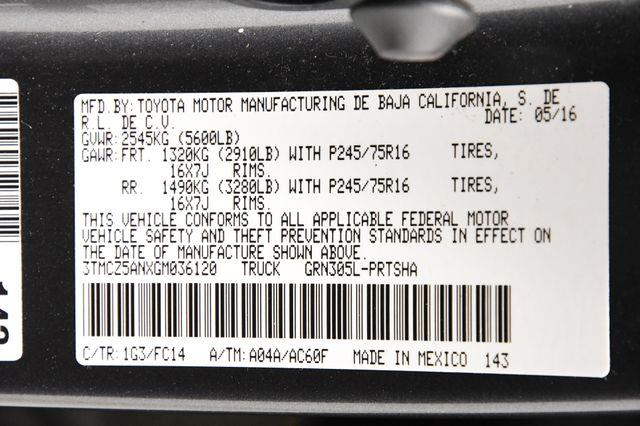 MFD.BY:TOYOTA MOTOR MANUFACTURING DE BAJA CALIFORNIA, S. DE
R.L. DE C.V. DATE: 05/16
GVWR:2545KG (5600LB)
GAWR:FRT. 1320KG (2910LB) WITH P245/75R16 TIRES,
16X7J RIMS.
RR. 1490KG (3280LB) WITH P245/75R16 TIRES,
16X7J RIMS.
THIS VEHICLE CONFORMS TO ALL APPLICABLE FEDERAL MOTOR
VEHICLE SAFETY AND THEFT PREVENTION STANDARDS IN EFFECT ON
THE DATE OF MANUFACTURE SHOWN ABOVE.
3TMCZ5ANXGM036120 TRUCK GRN305L-PRTSHA
C/TR:1G3/FC14 A/TM:A04A/AC60F MADE IN MEXICO 143